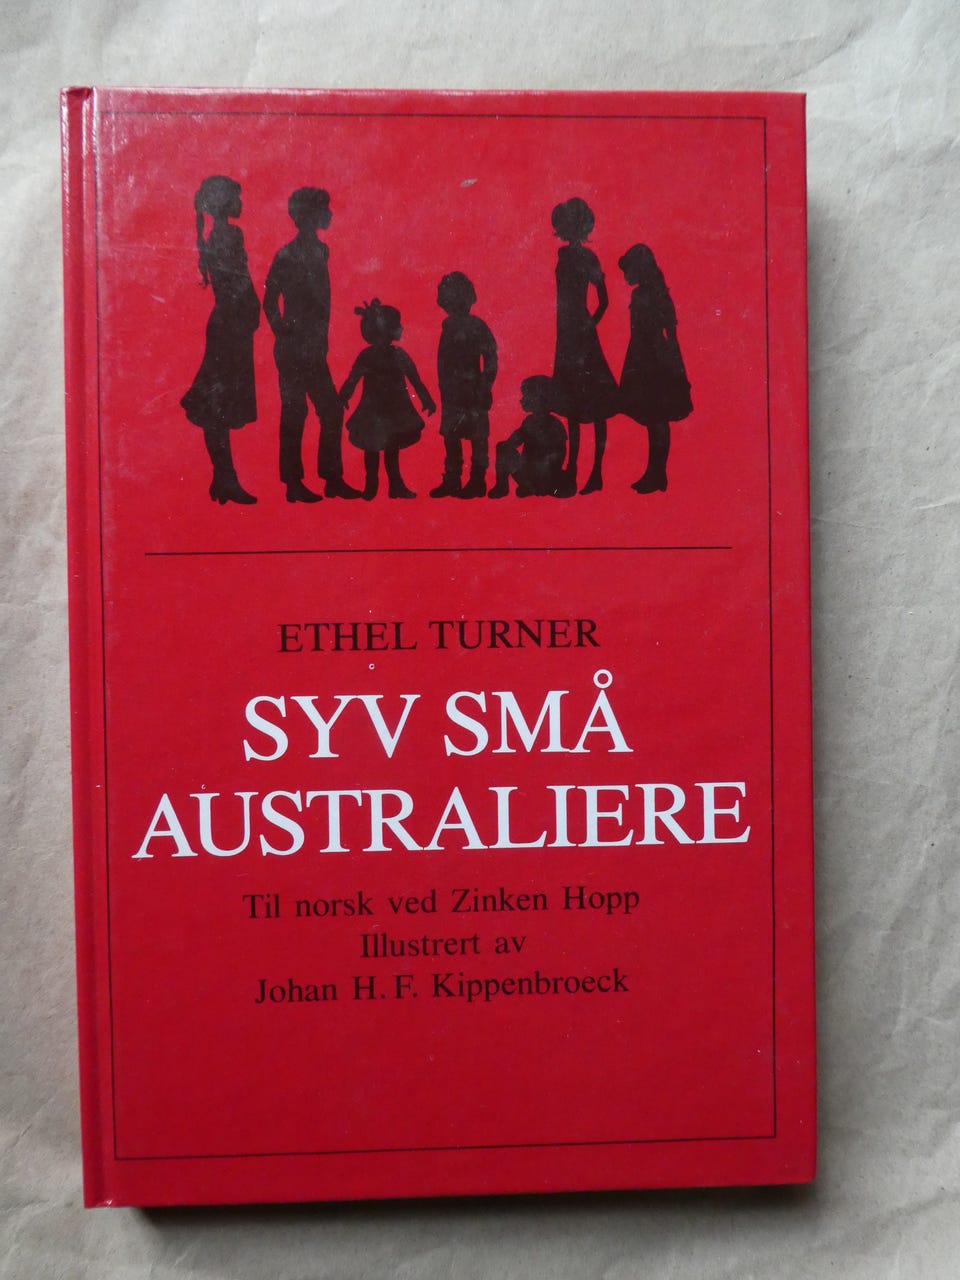 ETHEL TURNER
SYV SMÅ
AUSTRALIERE
Til norsk ved Zinken Hopp
Illustrert av
Johan H. F. Kippenbroeck